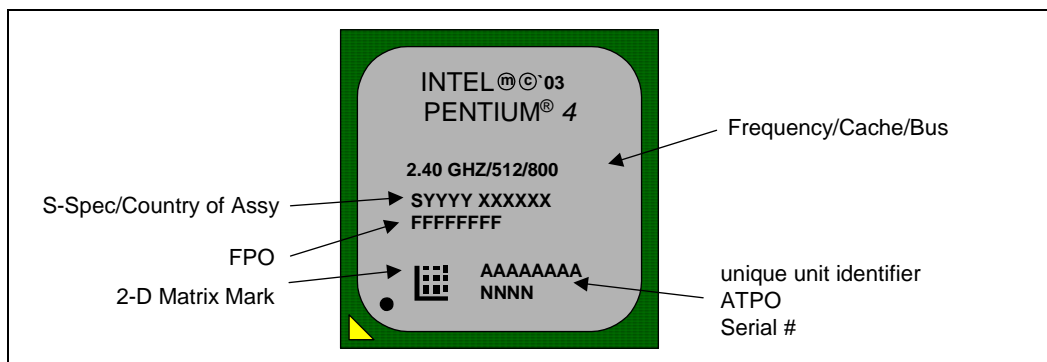 INTEL ⓜ ⓒ `03
PENTIUM® 4
Frequency/Cache/Bus
2.40 GHZ/512/800
S-Spec/Country of Assy
SYYYY XXXXXX
FFFFFFFF
FPO
2-D Matrix Mark
AAAAAAAA
NNNN
unique unit identifier
ATPO
Serial #